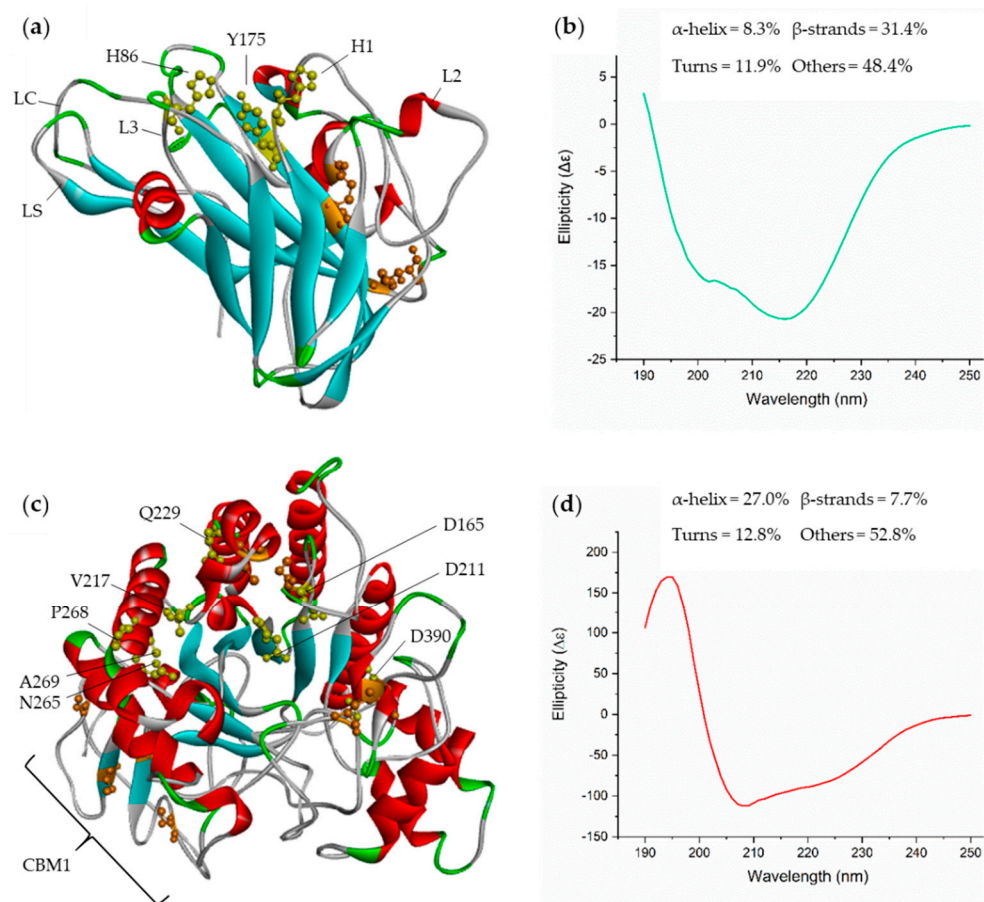 (a)
H86
Y175
H1
L2
LC
L3
LS
(b)
α-helix = 8.3% β-strands = 31.4%
Turns = 11.9% Others = 48.4%
Ellipticity (Δε)
5
0
-5
-10
-15
-20
-25
190 200 210 220 230 240 250
Wavelength (nm)
(c)
Q229
D165
V217
D211
P268
D390
A269
N265
CBM1
(d)
α-helix = 27.0% β-strands = 7.7%
Turns = 12.8% Others = 52.8%
Ellipticity (Δε)
200
150
100
50
0
-50
-100
-150
190 200 210 220 230 240 250
Wavelength (nm)